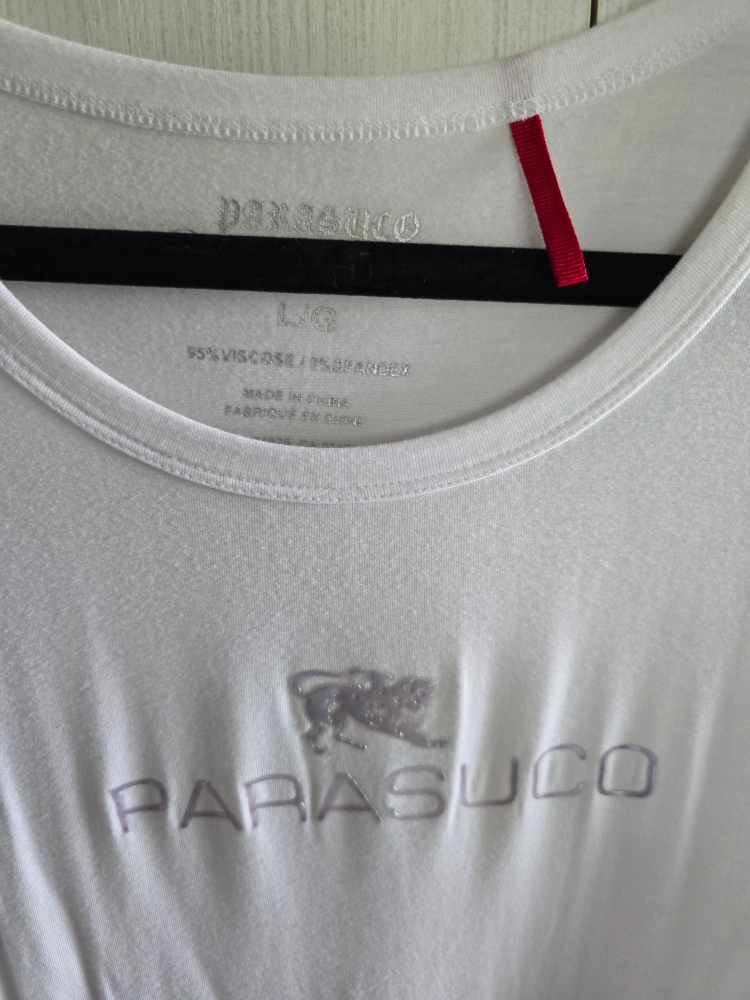 parasuco
L/G
95% VISCOSE / 5% SPANDEX
MADE IN CHINA
FABRIQUÉ EN CHINE
PARASUCO